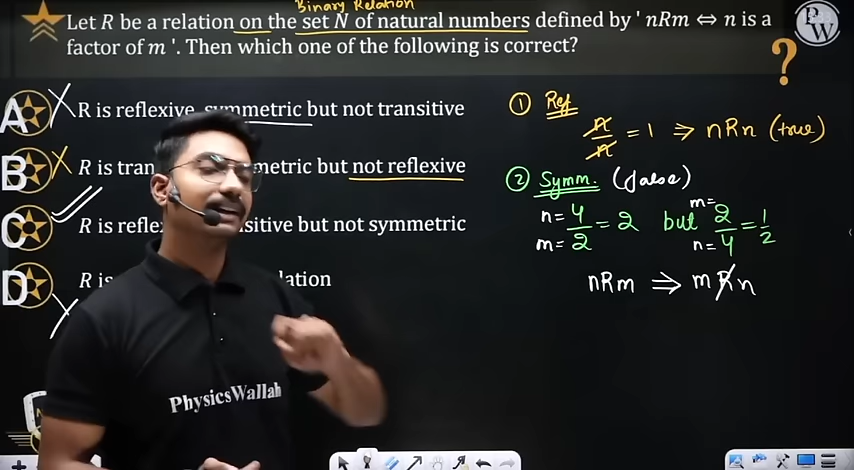 Binary Relation
Let R be a relation on the set N of natural numbers defined by ' nRm ⇔ n is a
factor of m '. Then which one of the following is correct?
?
A R is reflexive, symmetric but not transitive
B R is tran metric but not reflexive
C R is refle sitive but not symmetric
D R is lation
① Ref
n/n = 1 ⇒ nRn (true)
② Symm. (false)
n= 4/m= 2 = 2 but m= 2/n= 4 = 1/2
nRm ⇒ m R̸ n
PhysicsWallah